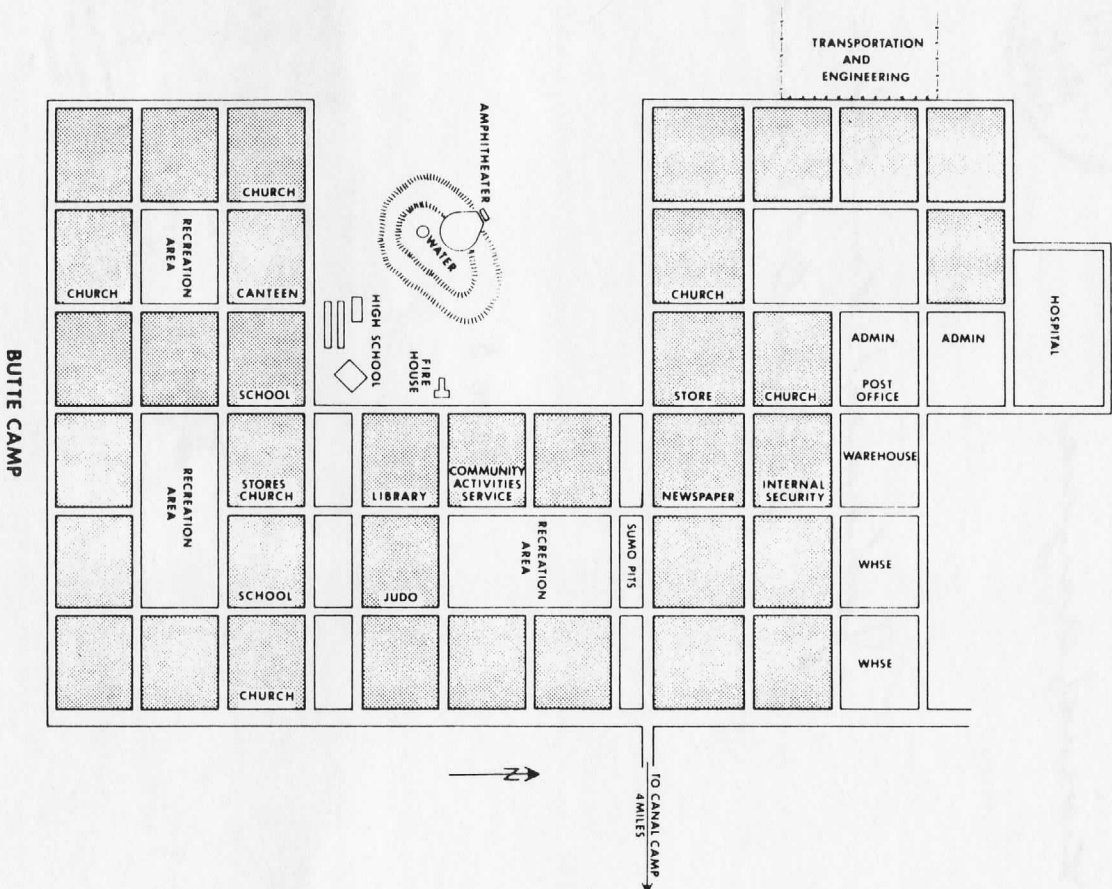 TRANSPORTATION
AND
ENGINEERING
AMPHITHEATER
WATER
CHURCH
RECREATION
AREA
CHURCH
CANTEEN
HIGH SCHOOL
FIRE
HOUSE
SCHOOL
CHURCH
HOSPITAL
ADMIN
ADMIN
POST
OFFICE
STORE
CHURCH
BUTTE CAMP
RECREATION
AREA
STORES
CHURCH
LIBRARY
COMMUNITY
ACTIVITIES
SERVICE
NEWSPAPER
INTERNAL
SECURITY
WAREHOUSE
SCHOOL
JUDO
RECREATION
AREA
SUMO PITS
WHSE
CHURCH
WHSE
N
TO CANAL CAMP
4 MILES